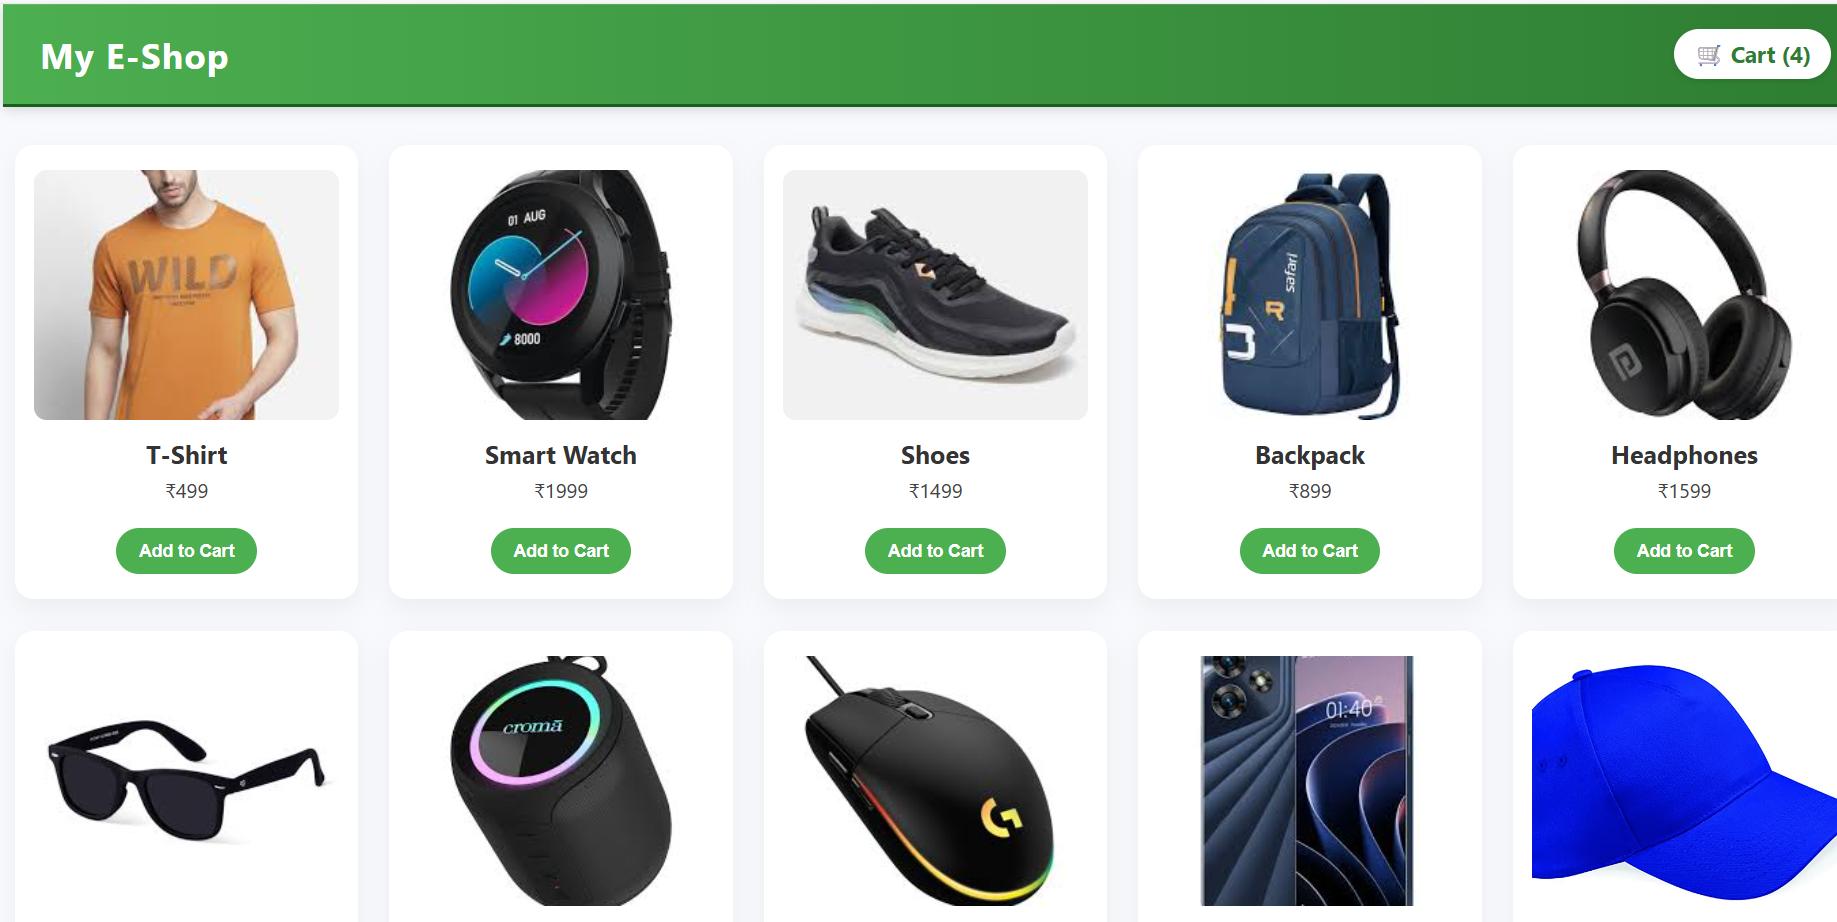 My E-Shop
🛒 Cart (4)
WILD
01 AUG
8000
safari
R
croma
G
01:40
T-Shirt
₹499
Add to Cart
Smart Watch
₹1999
Add to Cart
Shoes
₹1499
Add to Cart
Backpack
₹899
Add to Cart
Headphones
₹1599
Add to Cart